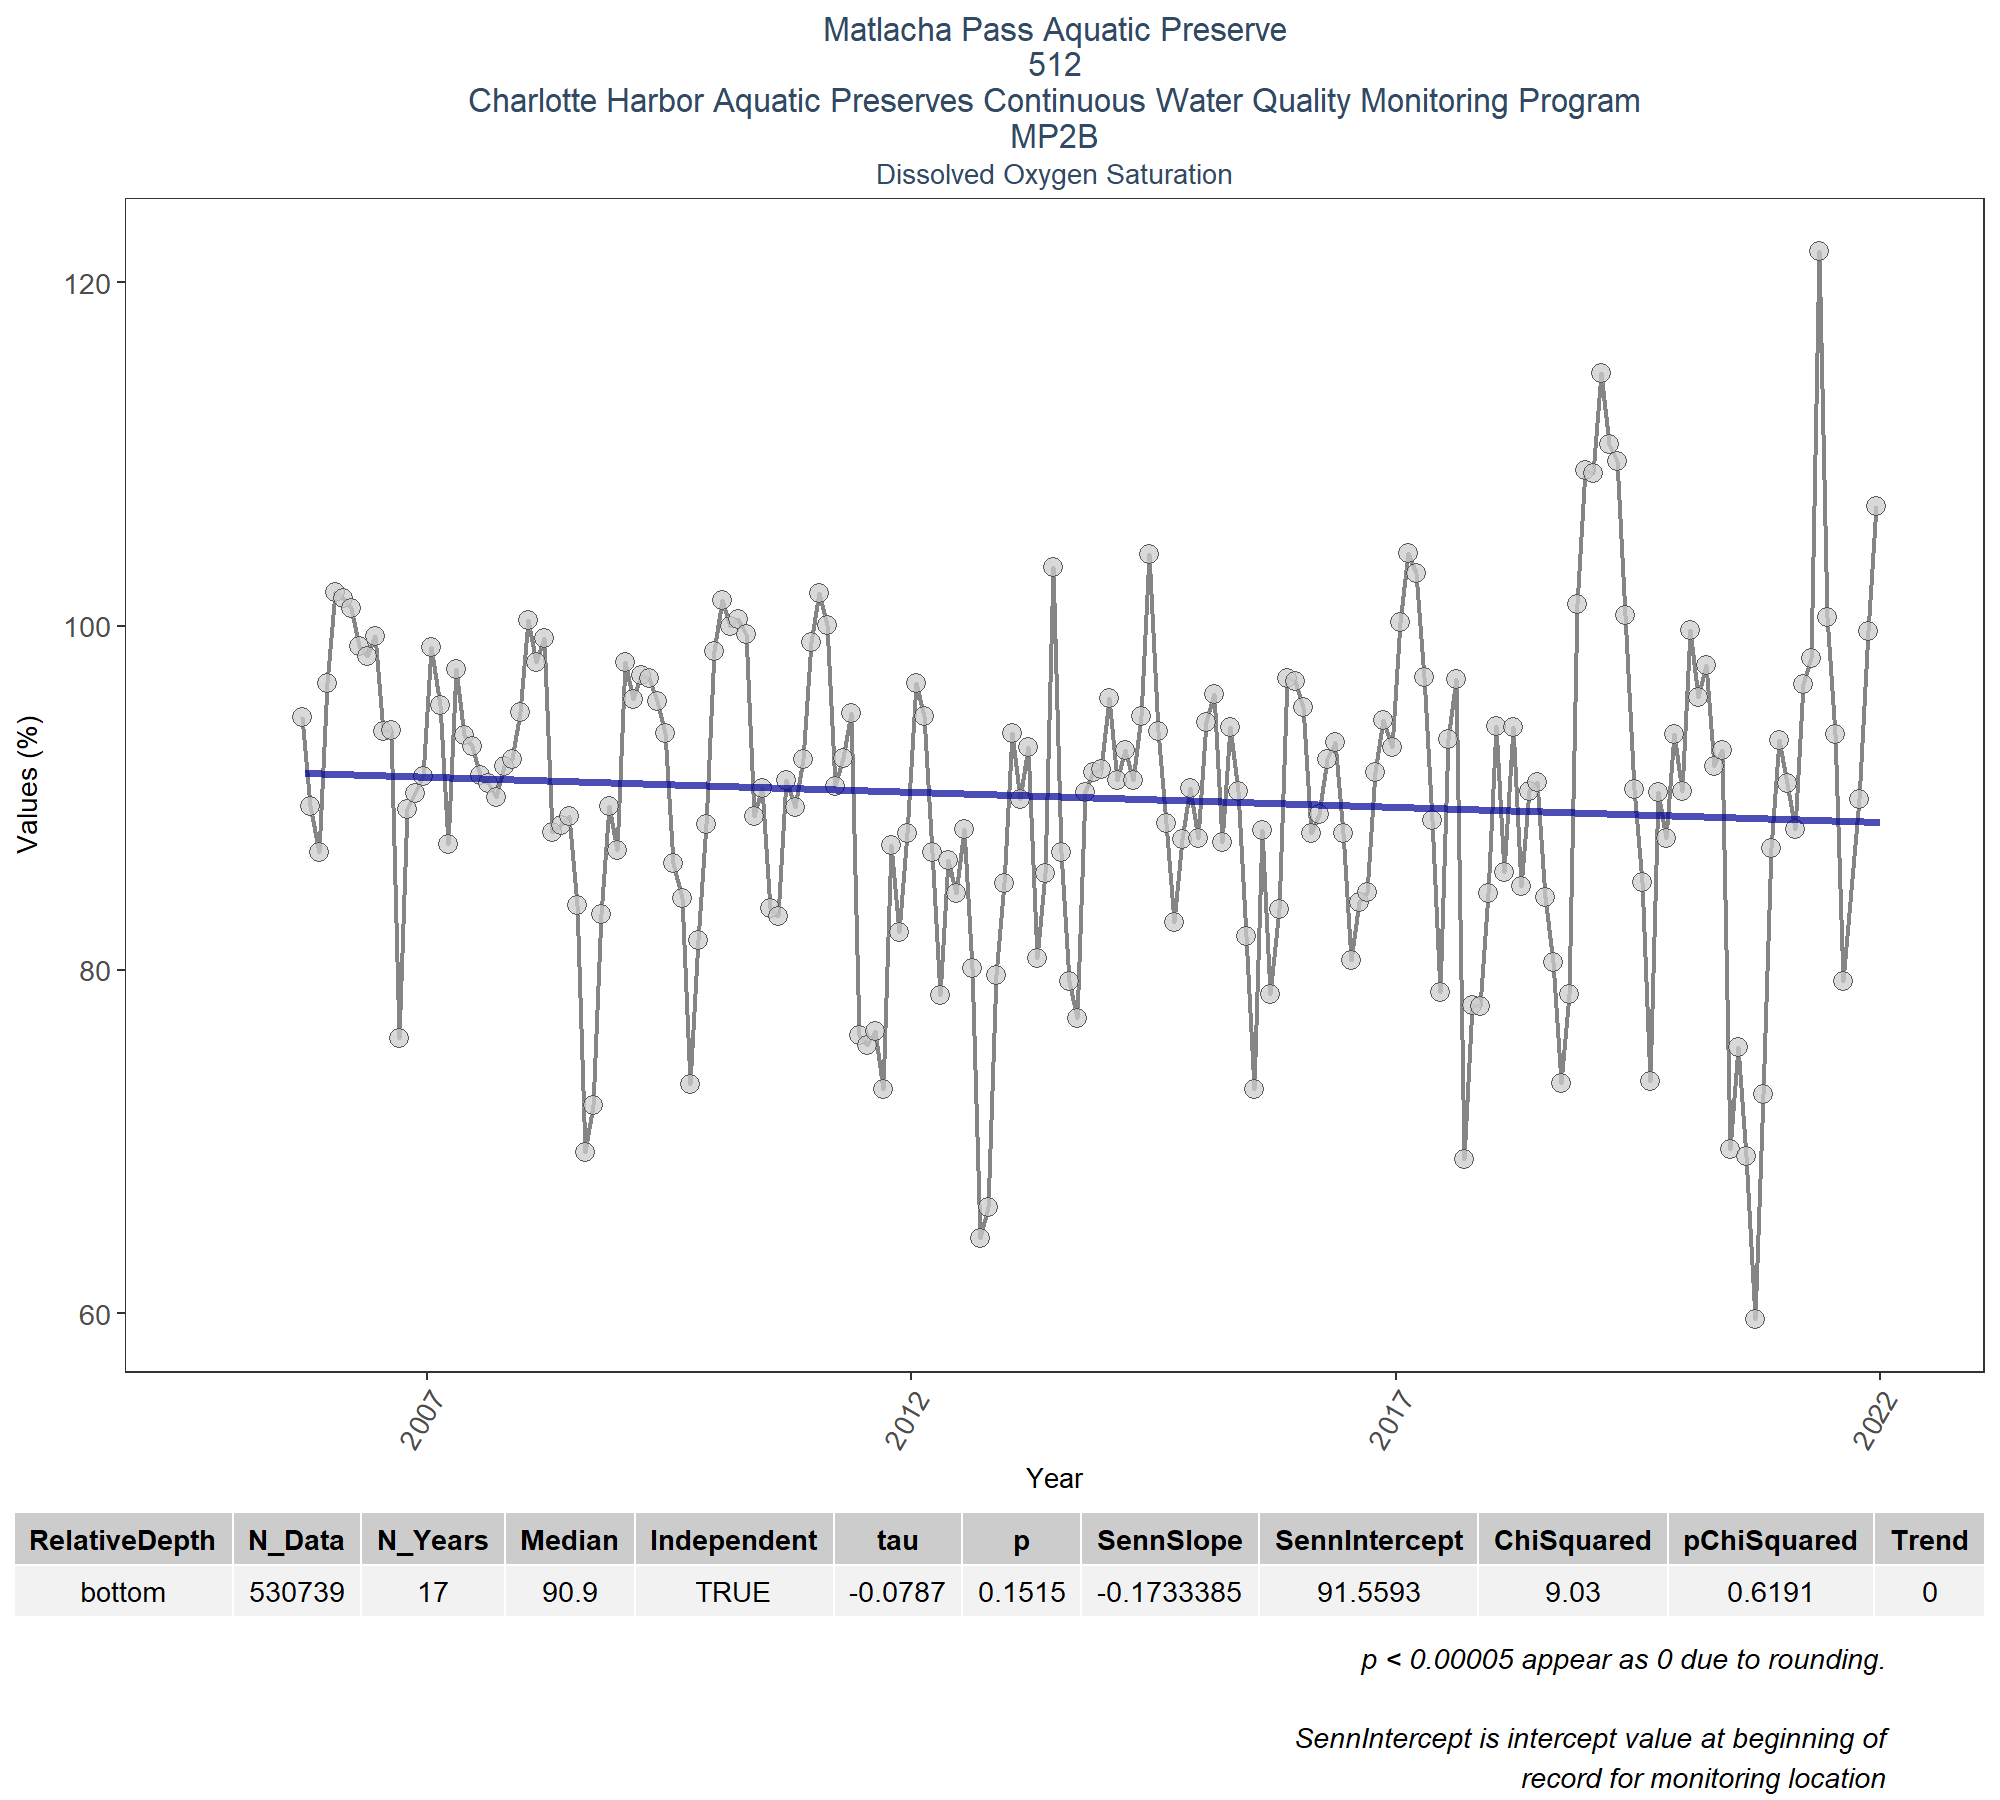 Matlacha Pass Aquatic Preserve
512
Charlotte Harbor Aquatic Preserves Continuous Water Quality Monitoring Program
MP2B
Dissolved Oxygen Saturation
120
100
80
60
Values (%)
2007 2012 2017 2022
Year
RelativeDepth N_Data N_Years Median Independent tau p SennSlope SennIntercept ChiSquared pChiSquared Trend
bottom 530739 17 90.9 TRUE -0.0787 0.1515 -0.1733385 91.5593 9.03 0.6191 0
p < 0.00005 appear as 0 due to rounding.
SennIntercept is intercept value at beginning of
record for monitoring location